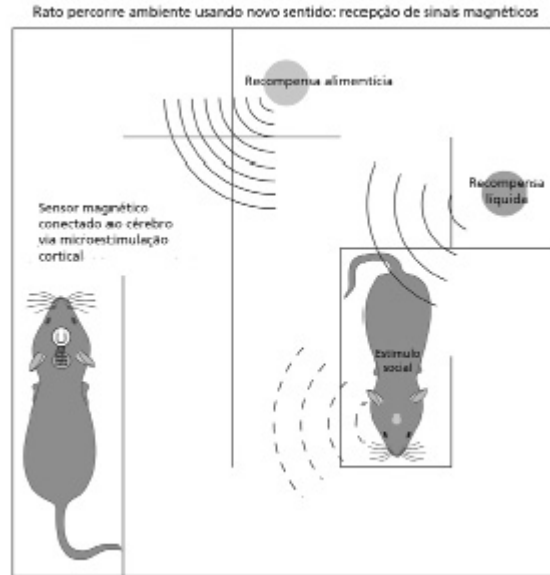 Rato percorre ambiente usando novo sentido: recepção de sinais magnéticos
Recompensa alimentícia
Recompensa
líquida
Sensor magnético
conectado ao cérebro
via microestimulação
cortical
Estímulo
social